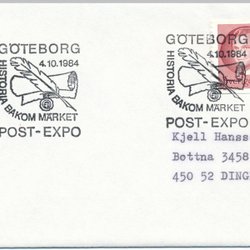 GÖTEBORG
4.10.1984
HISTORIA BAKOM MÄRKET
POST-EXPO
GÖTEBORG
4.10.1984
HISTORIA BAKOM MÄRKET
POST-EXPO
Kjell Hanss
Bottna 3458
450 52 DING